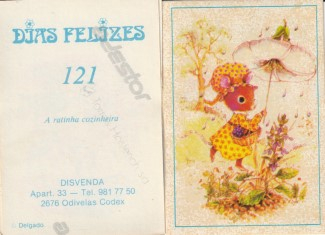 DIAS FELIZES
121
A ratinha cozinheira
DISVENDA
Apart. 33 — Tel. 981 77 50
2676 Odivelas Codex
Delgado